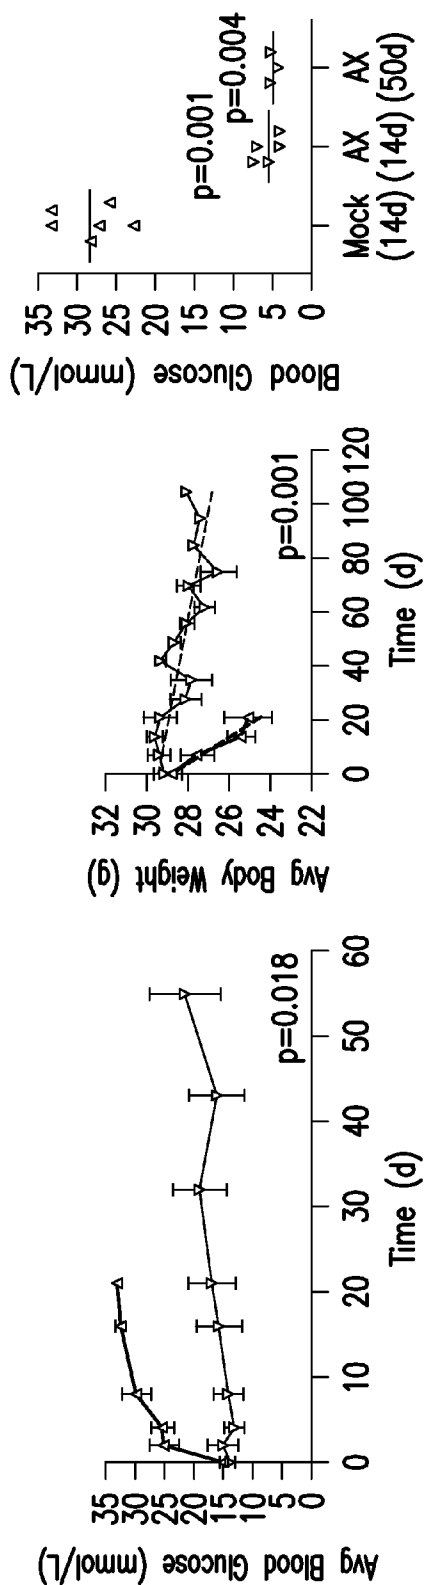 Avg Blood Glucose (mmol/L)
35
30
25
20
15
10
5
0
0 10 20 30 40 50 60
Time (d)
p=0.018
Avg Body Weight (g)
32
30
28
26
24
22
0 20 40 60 80 100 120
Time (d)
p=0.001
Blood Glucose (mmol/L)
35
30
25
20
15
10
5
0
p=0.001
p=0.004
Mock AX AX
(14d) (14d) (50d)